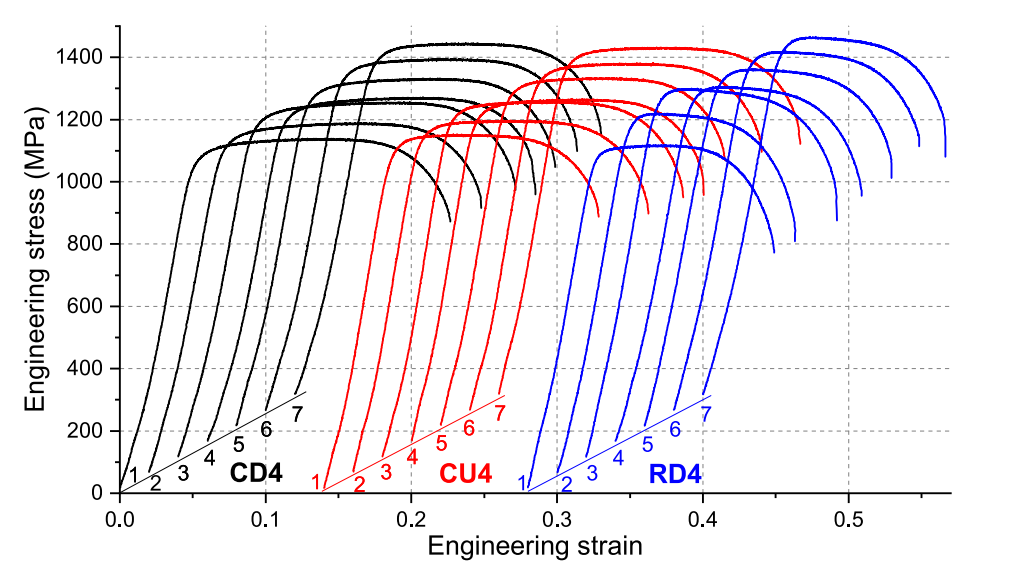 Engineering stress (MPa)
1400
1200
1000
800
600
400
200
0
1 2 3 4 5 6 7
CD4
1 2 3 4 5 6 7
CU4
1 2 3 4 5 6 7
RD4
0.0 0.1 0.2 0.3 0.4 0.5
Engineering strain